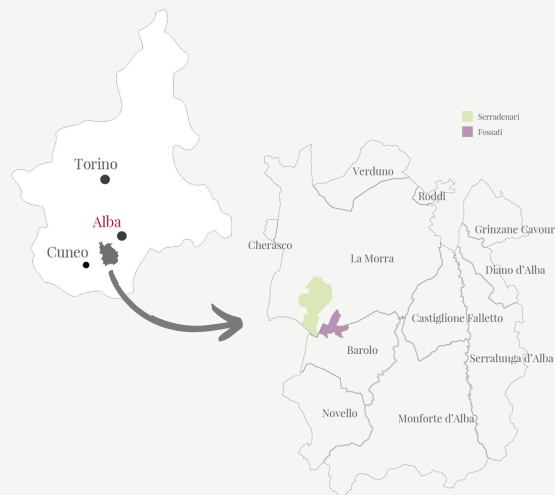 Torino
Alba
Cuneo
Serradenari
Fossati
Verduno
Roddi
Grinzane Cavour
Cherasco
La Morra
Diano d'Alba
Castiglione Falletto
Barolo
Serralunga d'Alba
Novello
Monforte d'Alba